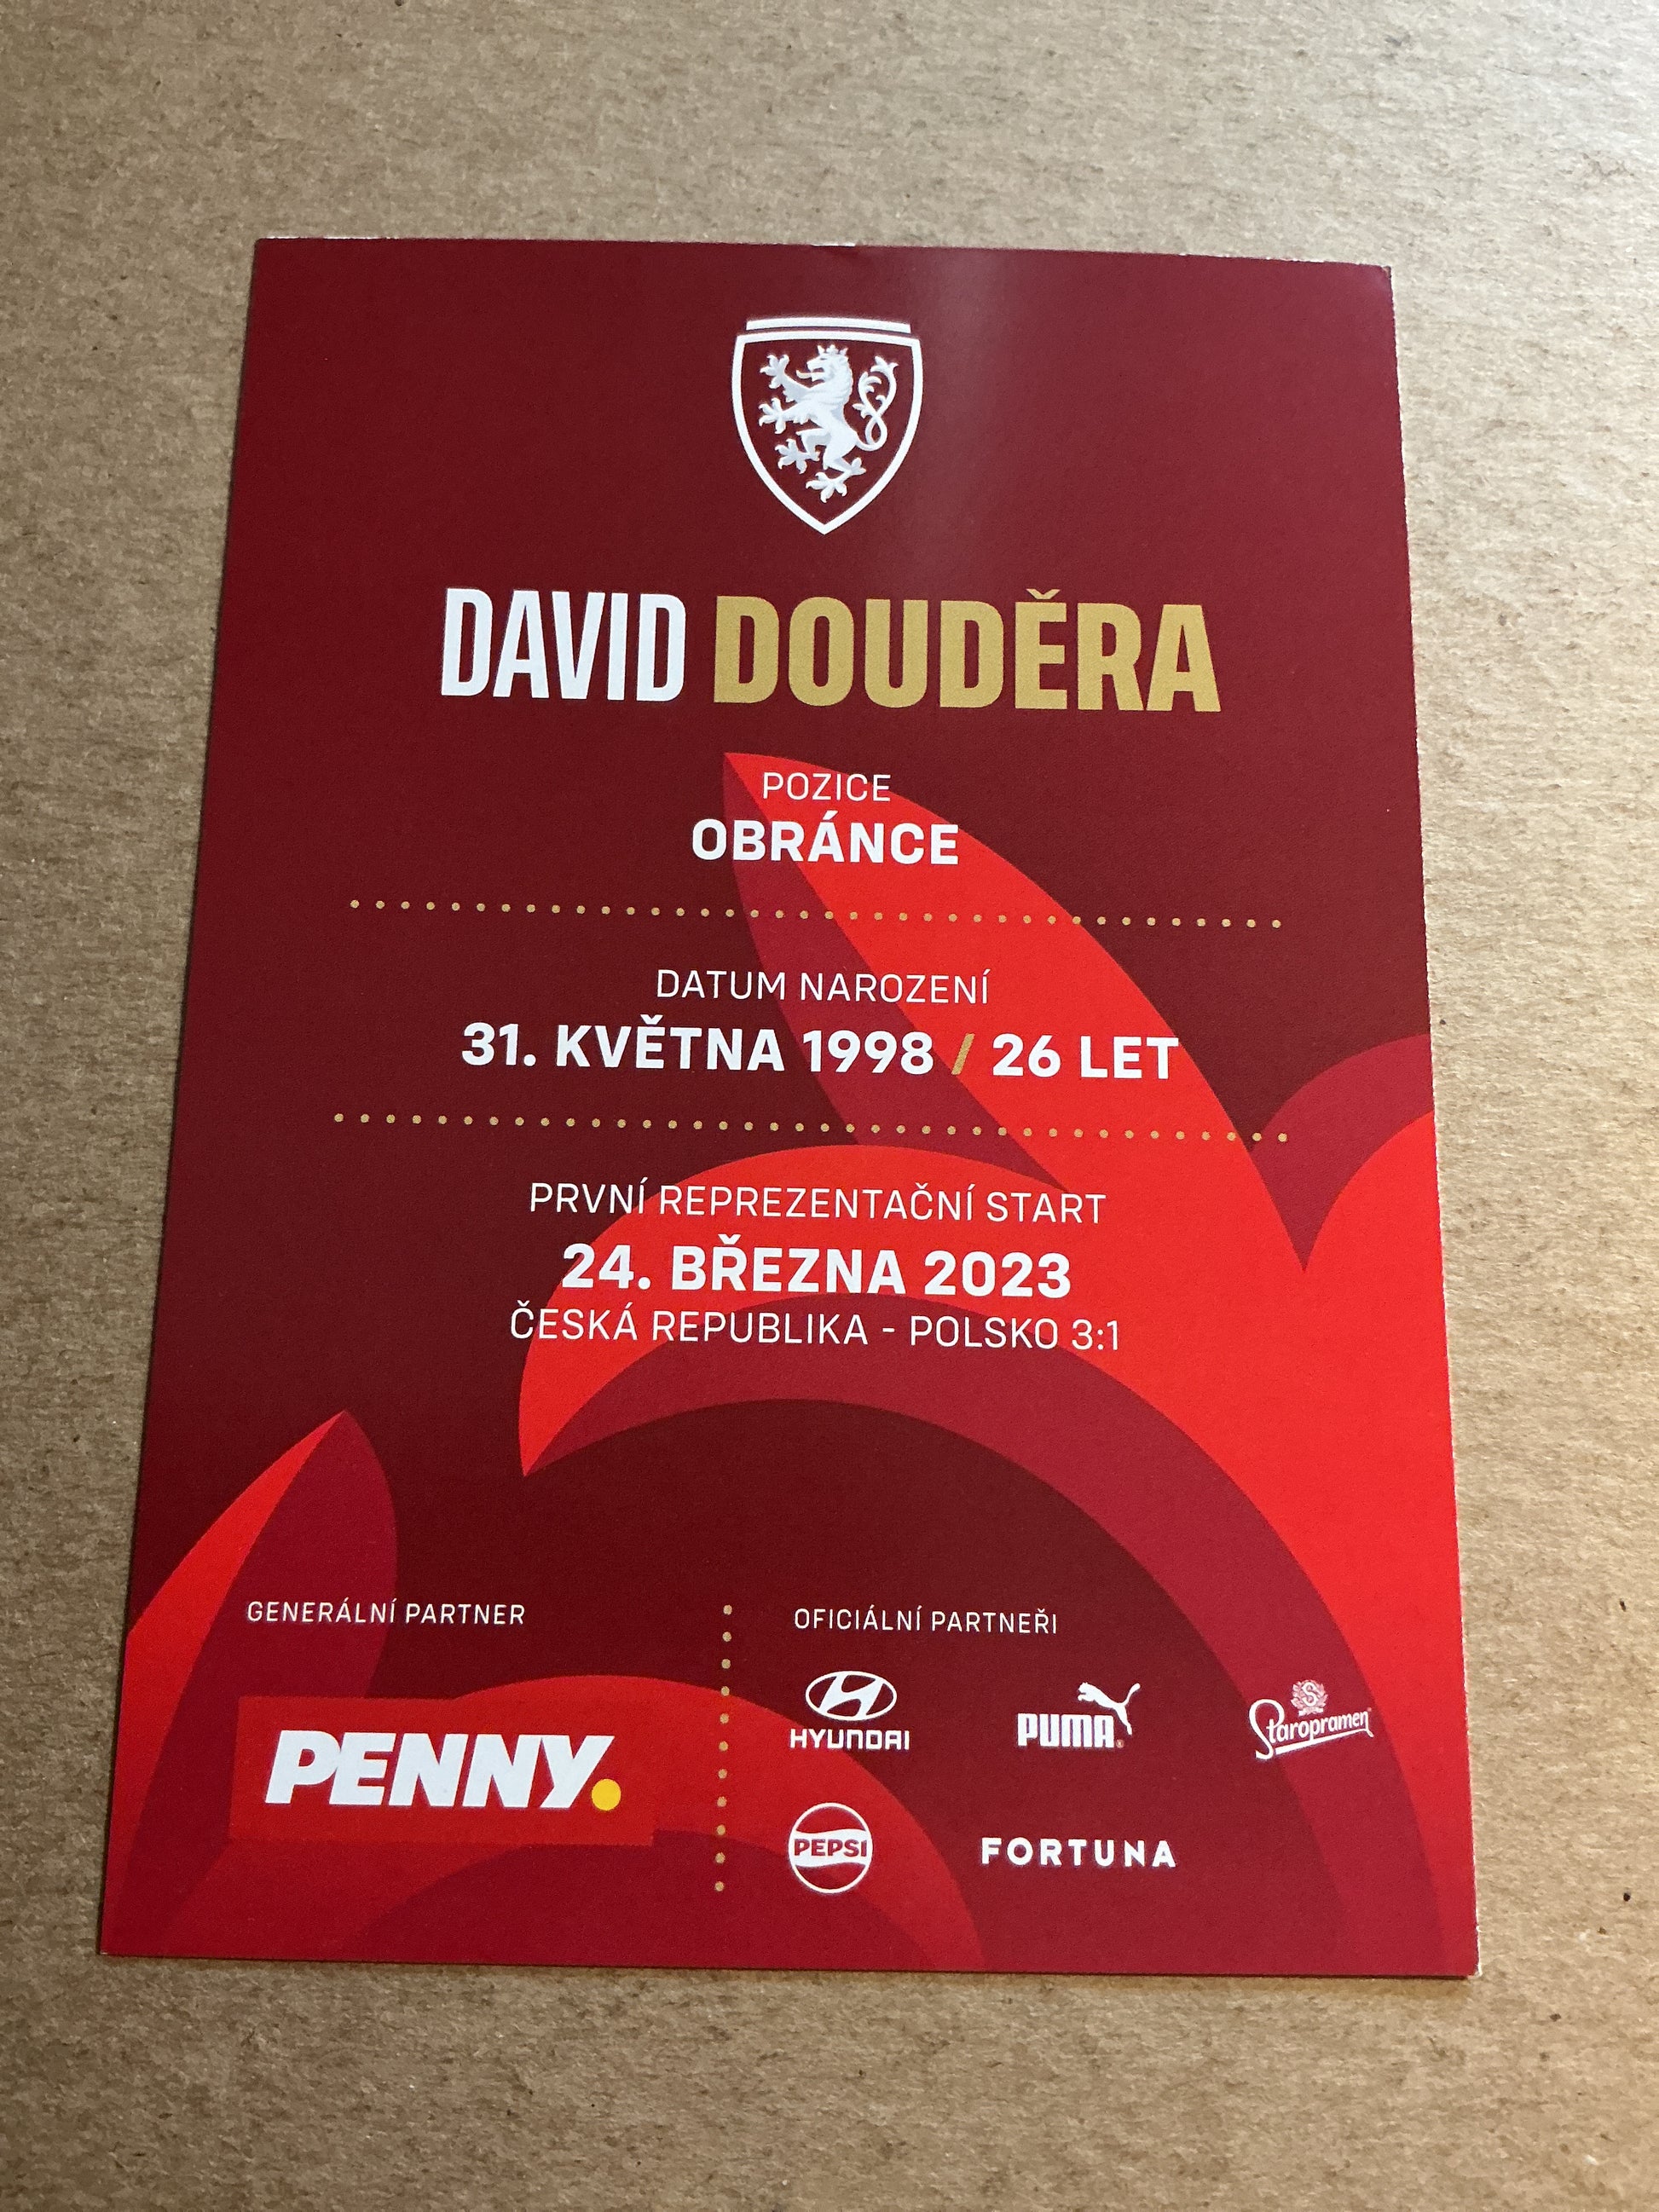 DAVID DOUDĚRA
POZICE
OBRÁNCE
DATUM NAROZENÍ
31. KVĚTNA 1998 / 26 LET
PRVNÍ REPREZENTAČNÍ START
24. BŘEZNA 2023
ČESKÁ REPUBLIKA - POLSKO 3:1
GENERÁLNÍ PARTNER
PENNY.
OFICIÁLNÍ PARTNEŘI
HYUNDAI
PUMA
S
Staropramen
PEPSI
FORTUNA